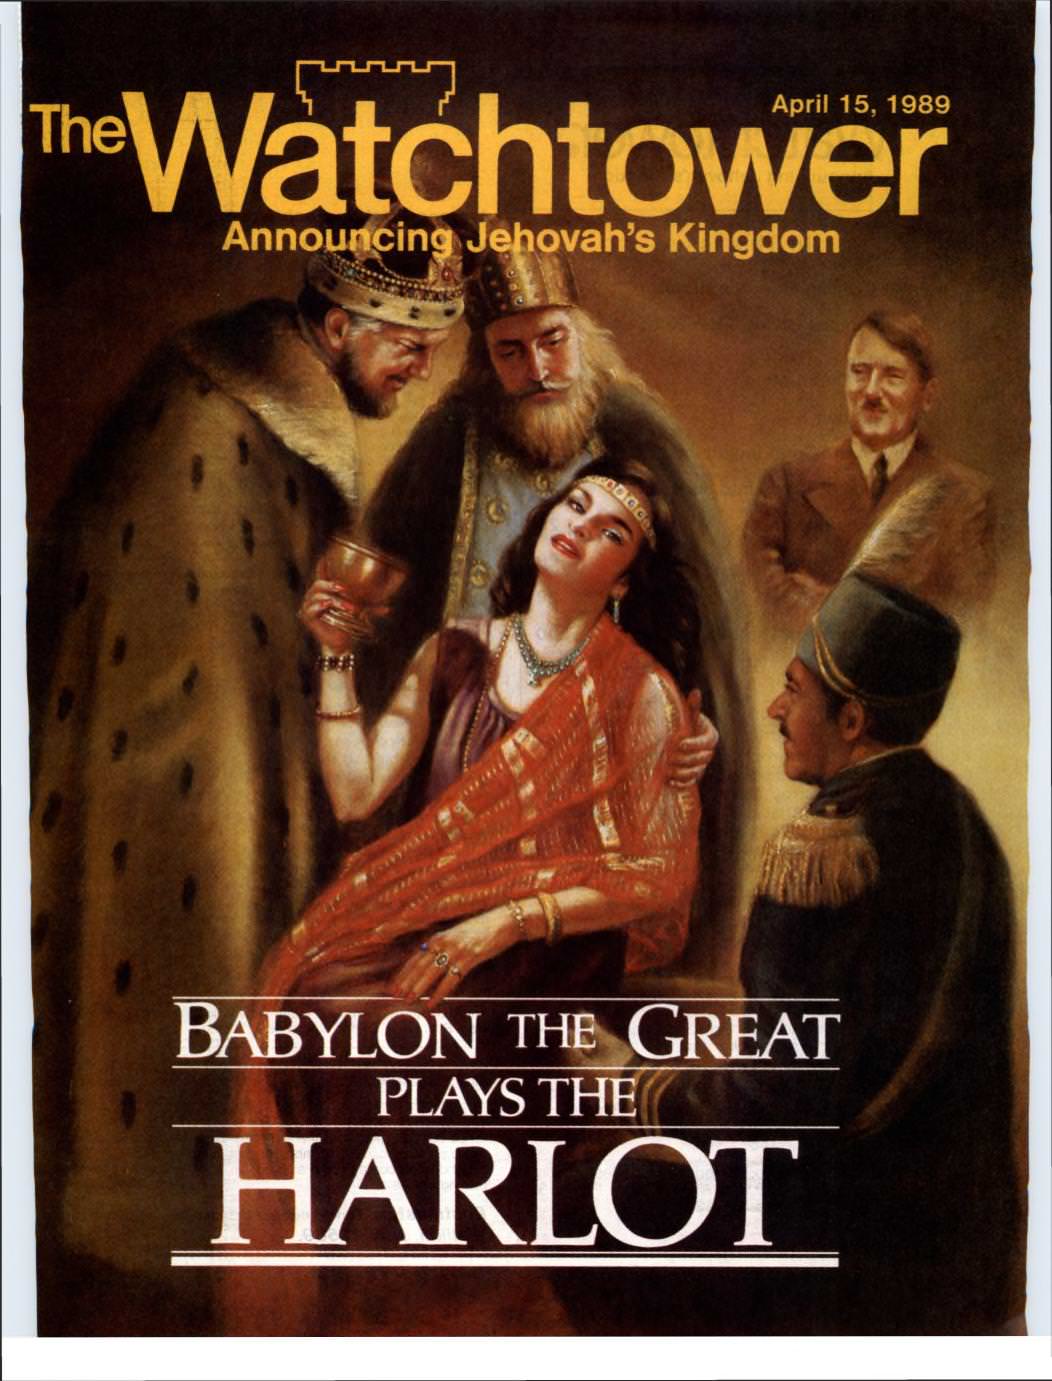 April 15, 1989
The Watchtower
Announcing Jehovah's Kingdom
BABYLON THE GREAT
PLAYS THE
HARLOT